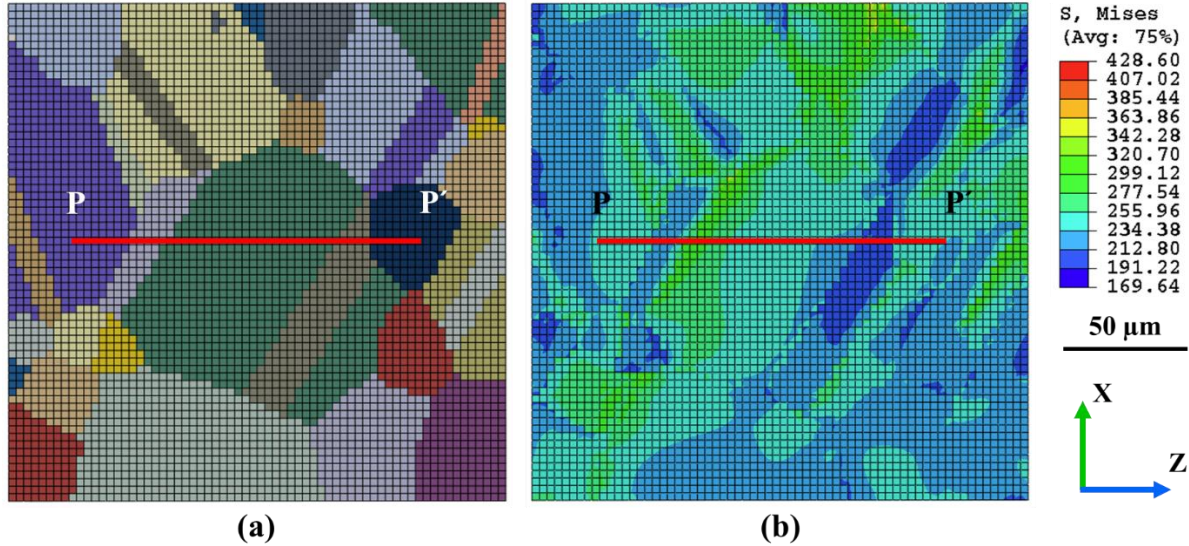 P
P´
P
P´
S, Mises
(Avg: 75%)
428.60
407.02
385.44
363.86
342.28
320.70
299.12
277.54
255.96
234.38
212.80
191.22
169.64
50 µm
X
Z
(a)
(b)